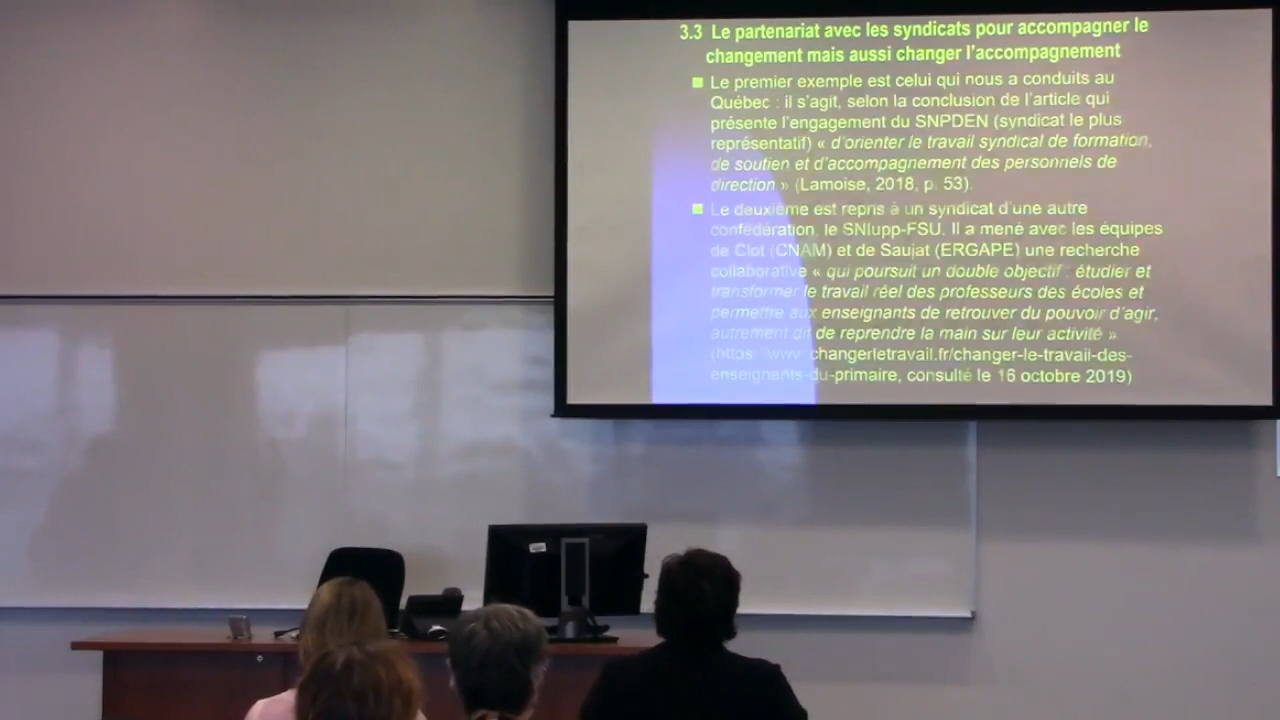 3.3 Le partenariat avec les syndicats pour accompagner le
changement mais aussi changer l'accompagnement
Le premier exemple est celui qui nous a conduits au
Québec : il s'agit, selon la conclusion de l'article qui
présente l'engagement du SNPDEN (syndicat le plus
représentatif) « d'orienter le travail syndical de formation,
de soutien et d'accompagnement des personnels de
direction » (Lamoise, 2018, p. 53).
Le deuxième est repris à un syndicat d'une autre
confédération, le SNIupp-FSU. Il a mené avec les équipes
de Clot (CNAM) et de Saujat (ERGAPE) une recherche
collaborative « qui poursuit un double objectif : étudier et
transformer le travail réel des professeurs des écoles et
permettre aux enseignants de retrouver du pouvoir d'agir,
autrement dit de reprendre la main sur leur activité »
(https://www.changerletravail.fr/changer-le-travail-des-
enseignants-du-primaire, consulté le 16 octobre 2019)